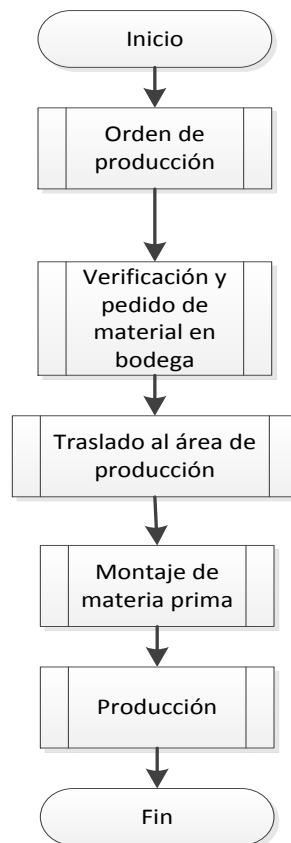 Inicio
Orden de
producción
Verificación y
pedido de
material en
bodega
Traslado al área de
producción
Montaje de
materia prima
Producción
Fin